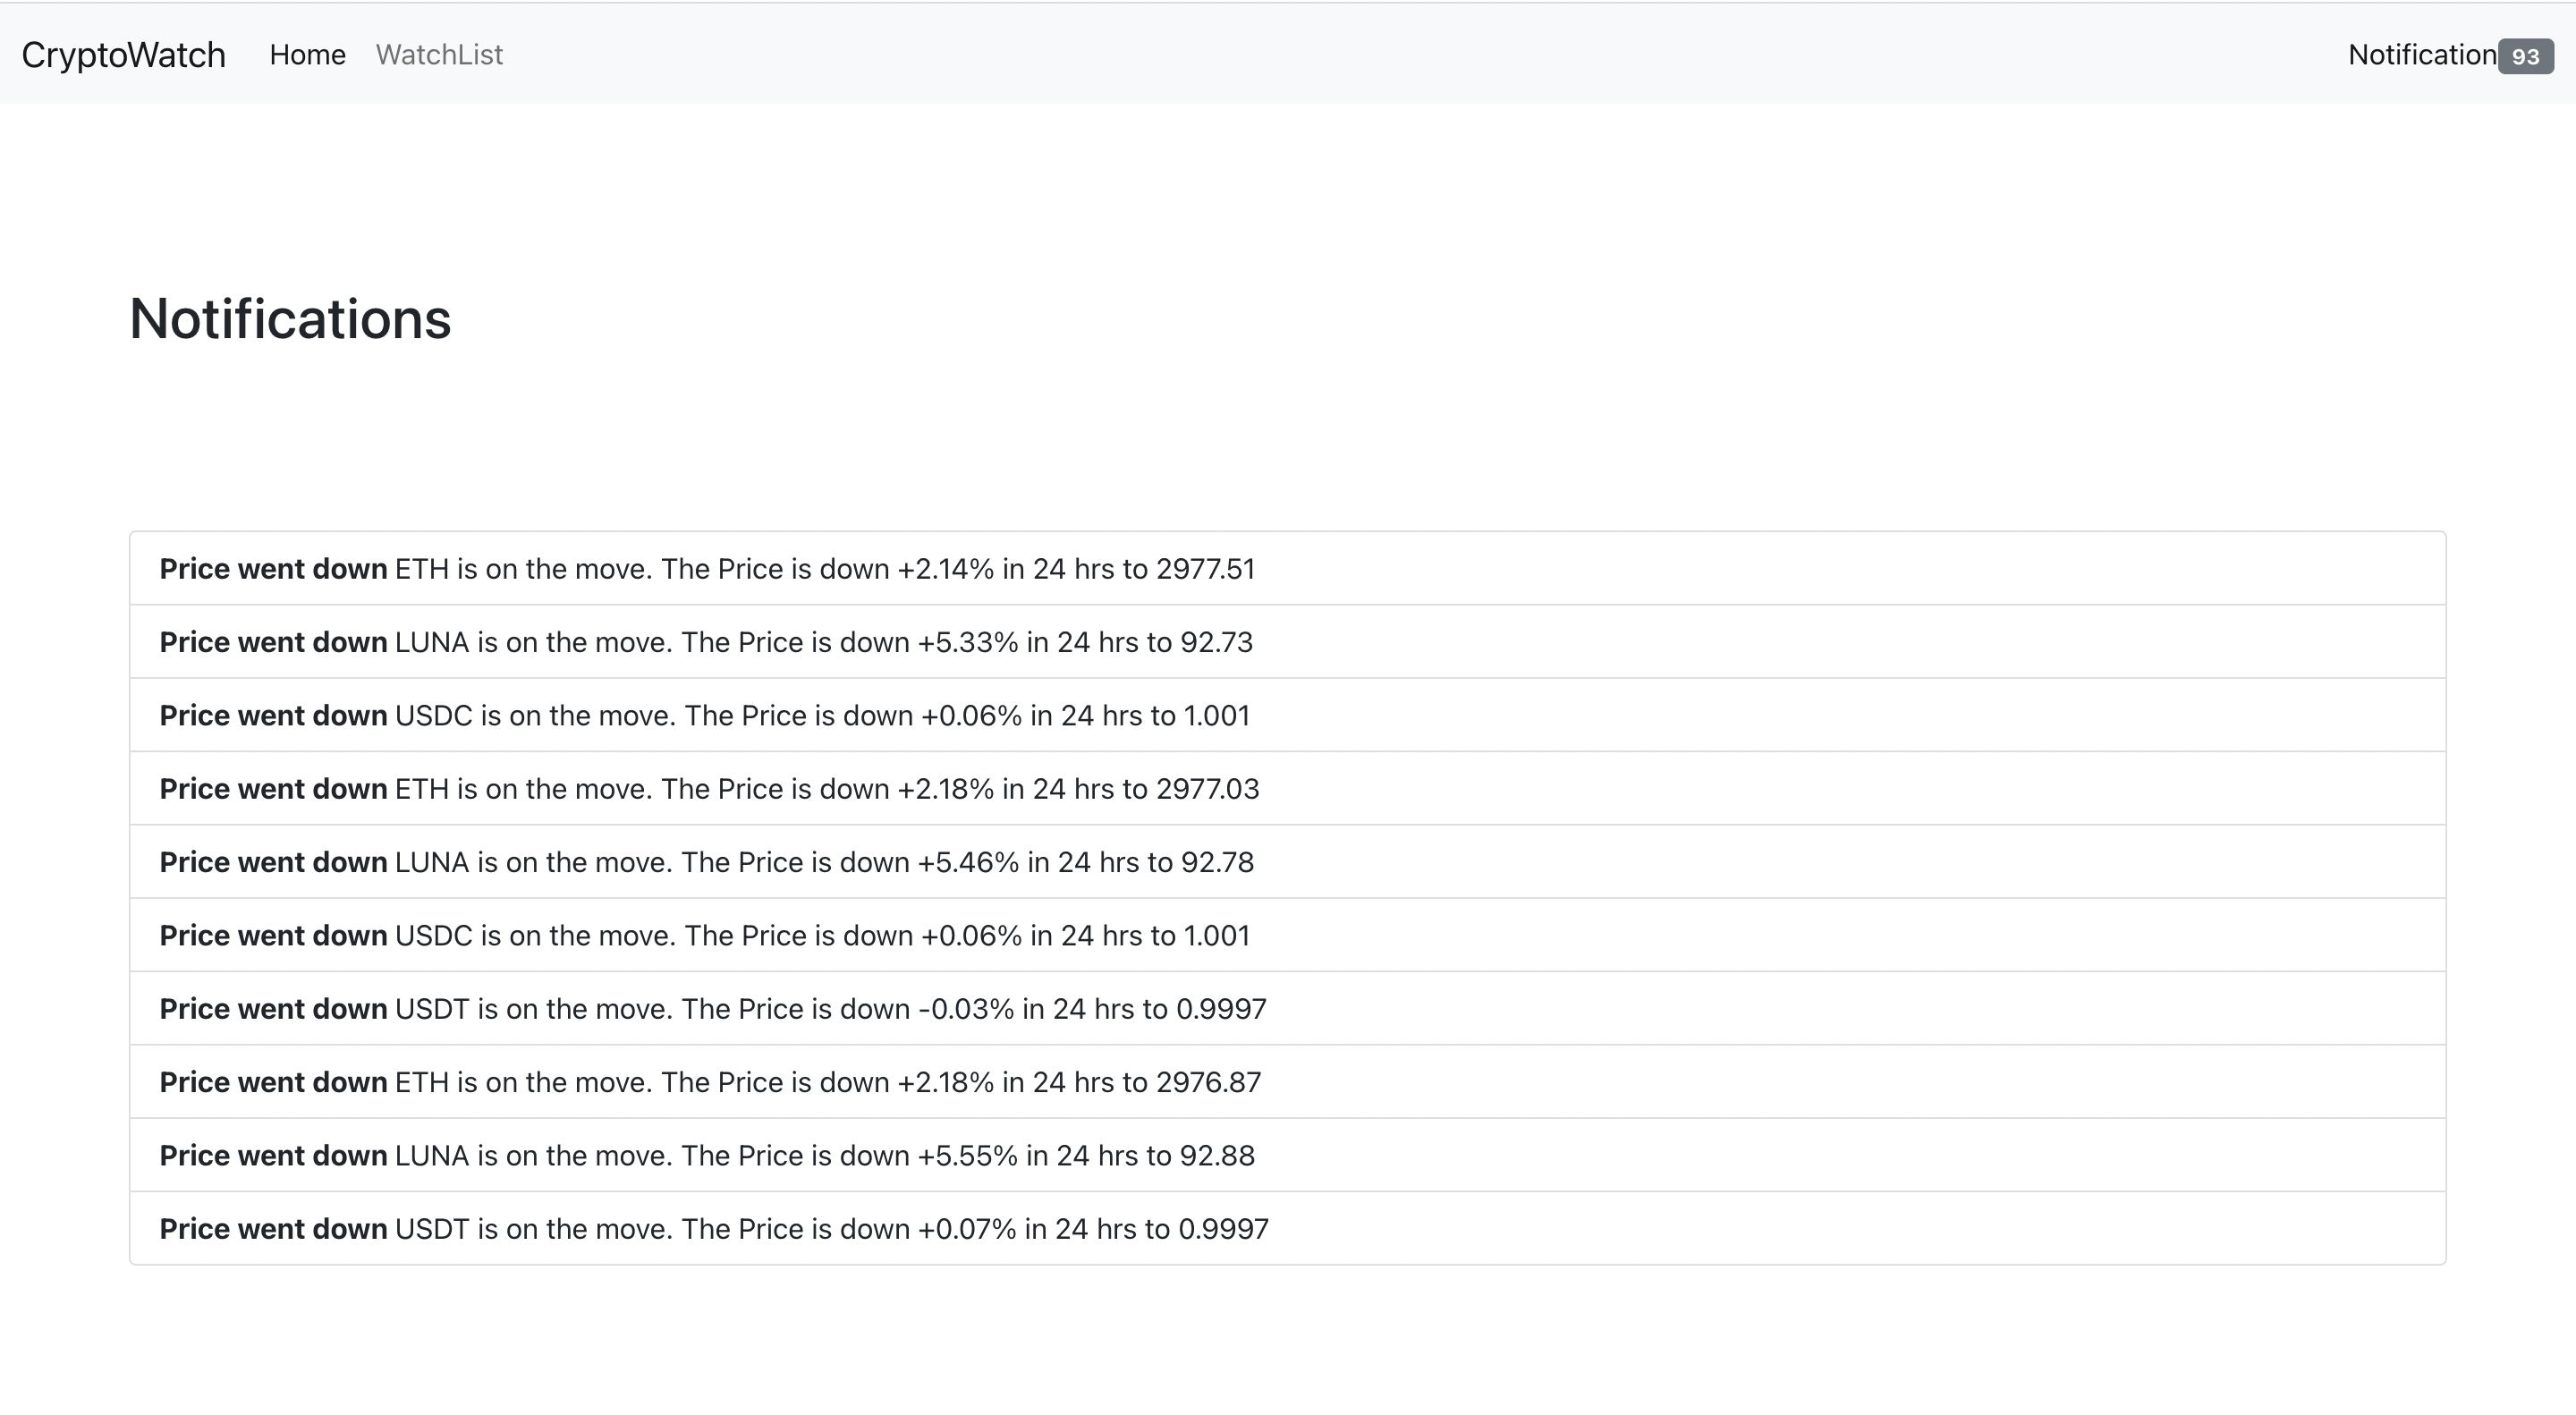 CryptoWatch Home WatchList Notification 93
Notifications
Price went down ETH is on the move. The Price is down +2.14% in 24 hrs to 2977.51
Price went down LUNA is on the move. The Price is down +5.33% in 24 hrs to 92.73
Price went down USDC is on the move. The Price is down +0.06% in 24 hrs to 1.001
Price went down ETH is on the move. The Price is down +2.18% in 24 hrs to 2977.03
Price went down LUNA is on the move. The Price is down +5.46% in 24 hrs to 92.78
Price went down USDC is on the move. The Price is down +0.06% in 24 hrs to 1.001
Price went down USDT is on the move. The Price is down -0.03% in 24 hrs to 0.9997
Price went down ETH is on the move. The Price is down +2.18% in 24 hrs to 2976.87
Price went down LUNA is on the move. The Price is down +5.55% in 24 hrs to 92.88
Price went down USDT is on the move. The Price is down +0.07% in 24 hrs to 0.9997